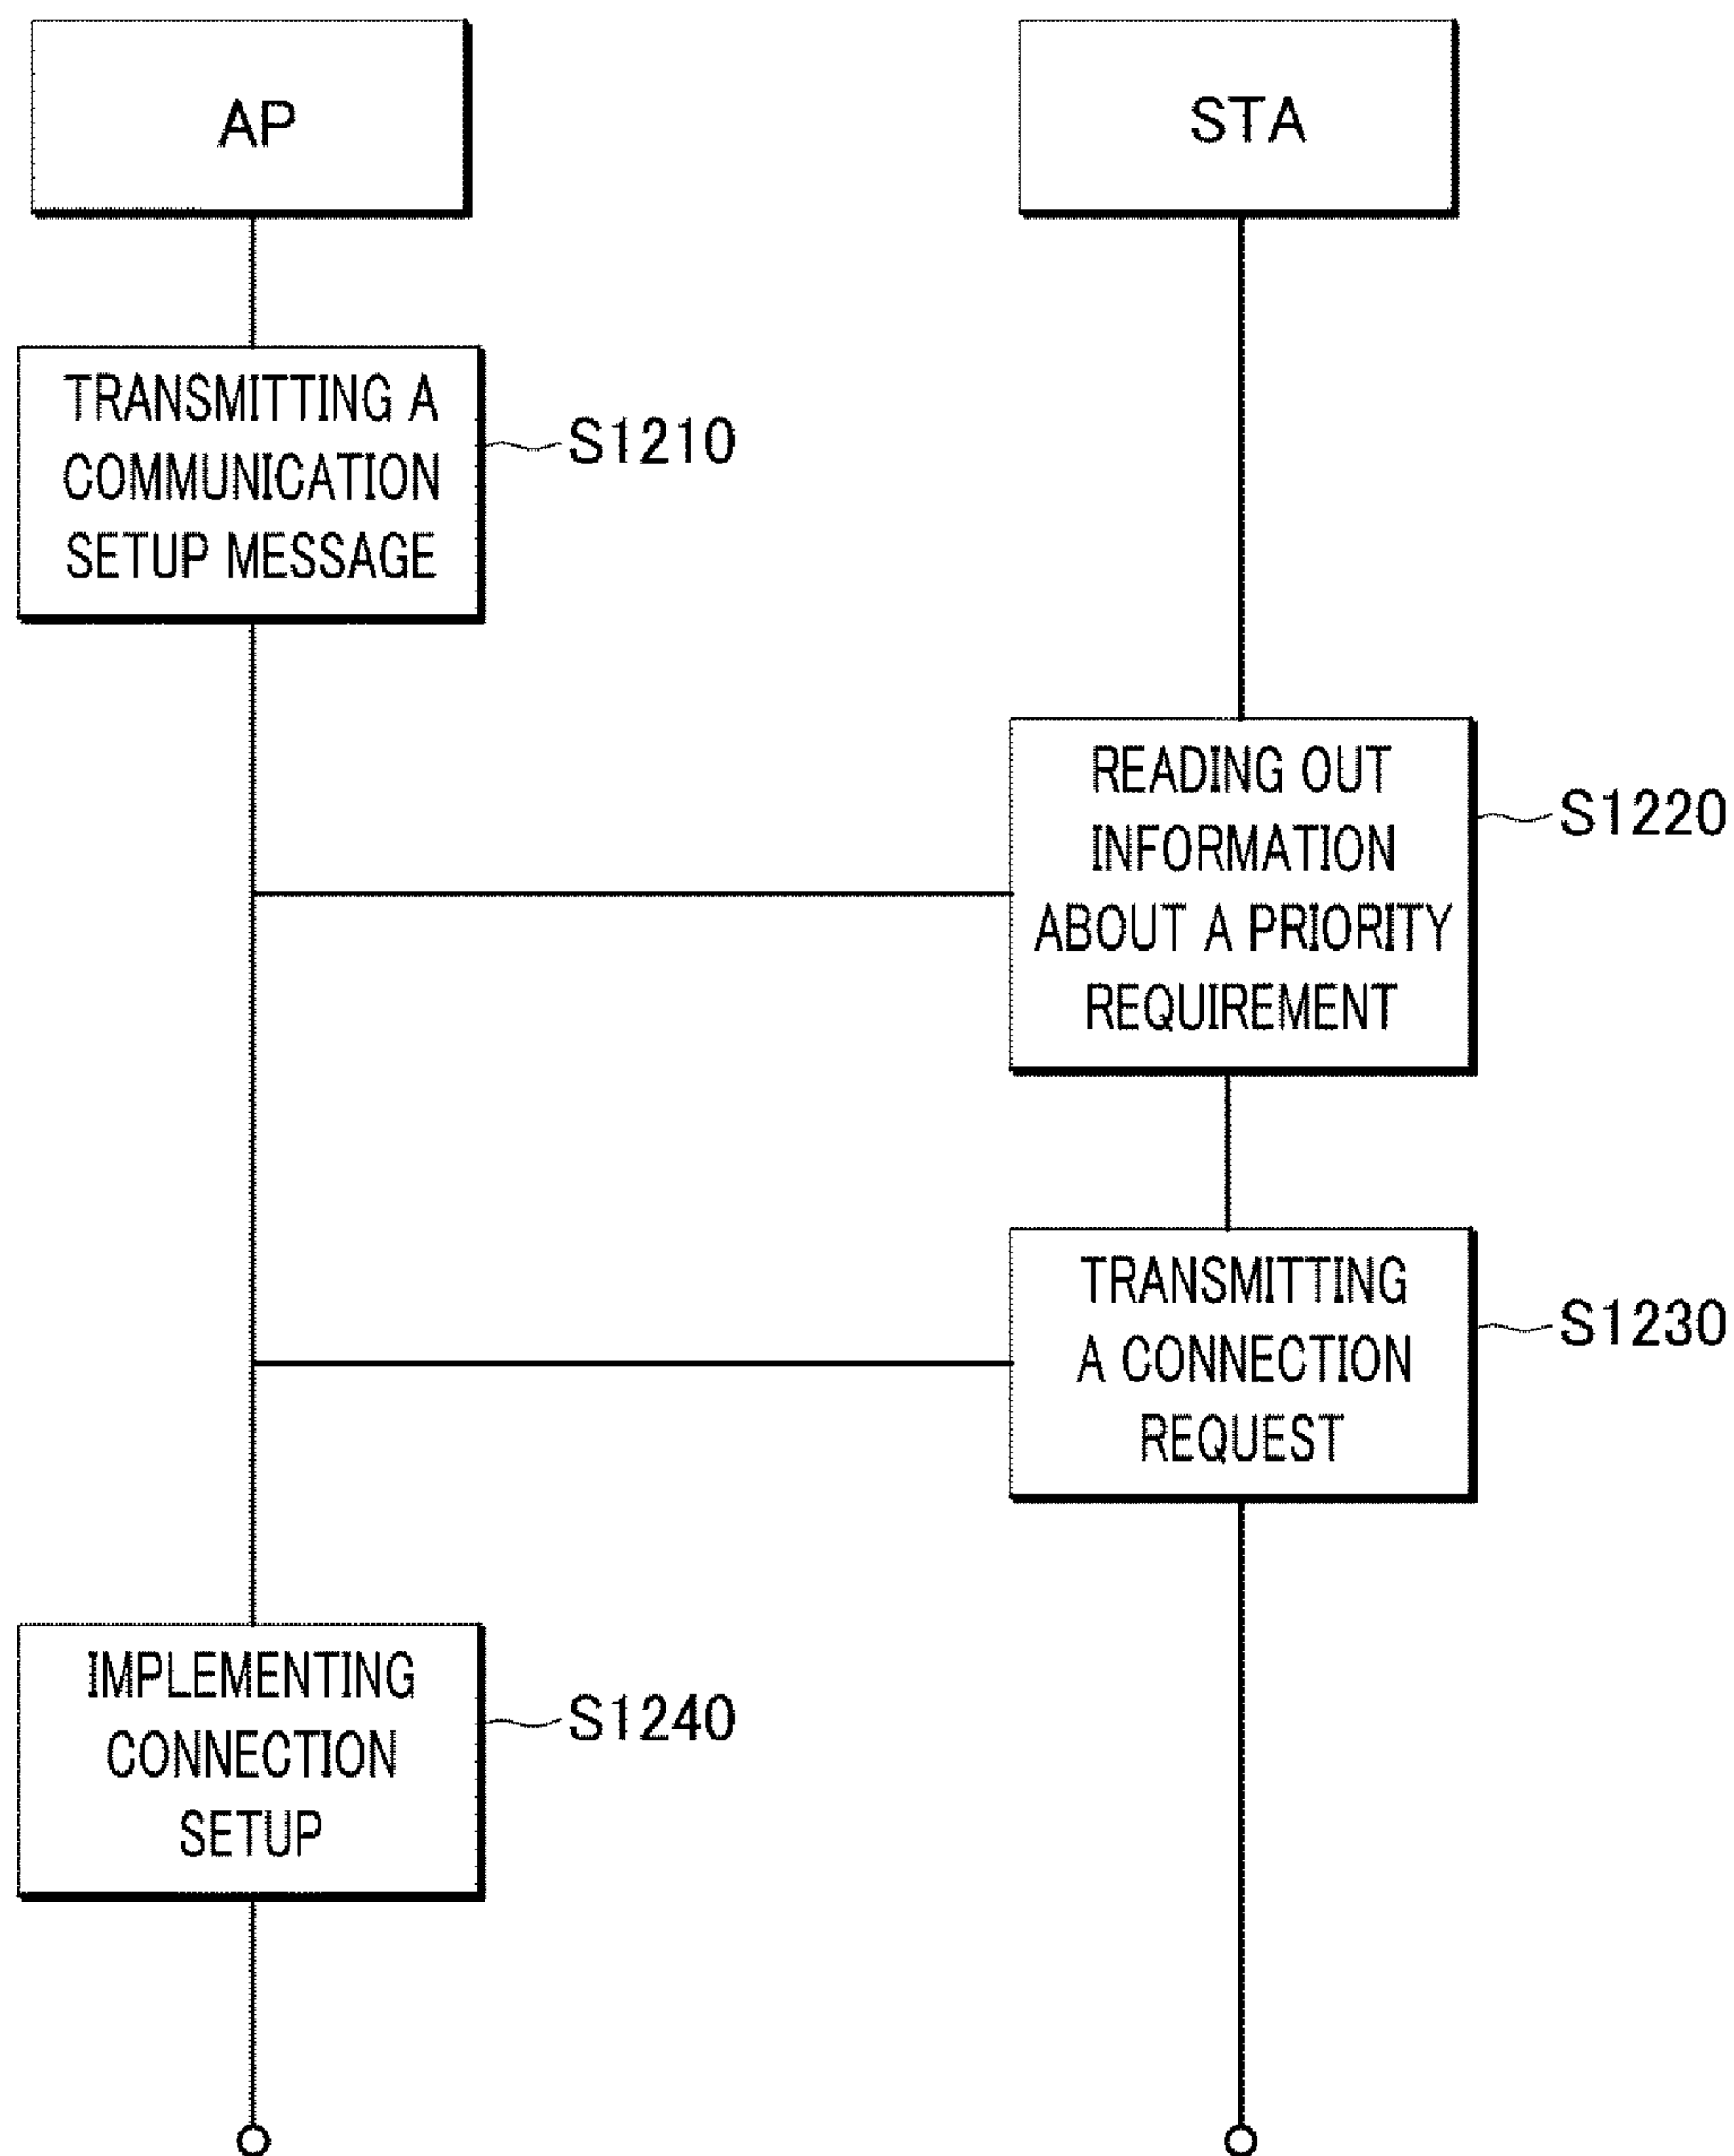 AP
STA
TRANSMITTING A
COMMUNICATION
SETUP MESSAGE
S1210
READING OUT
INFORMATION
ABOUT A PRIORITY
REQUIREMENT
S1220
TRANSMITTING
A CONNECTION
REQUEST
S1230
IMPLEMENTING
CONNECTION
SETUP
S1240